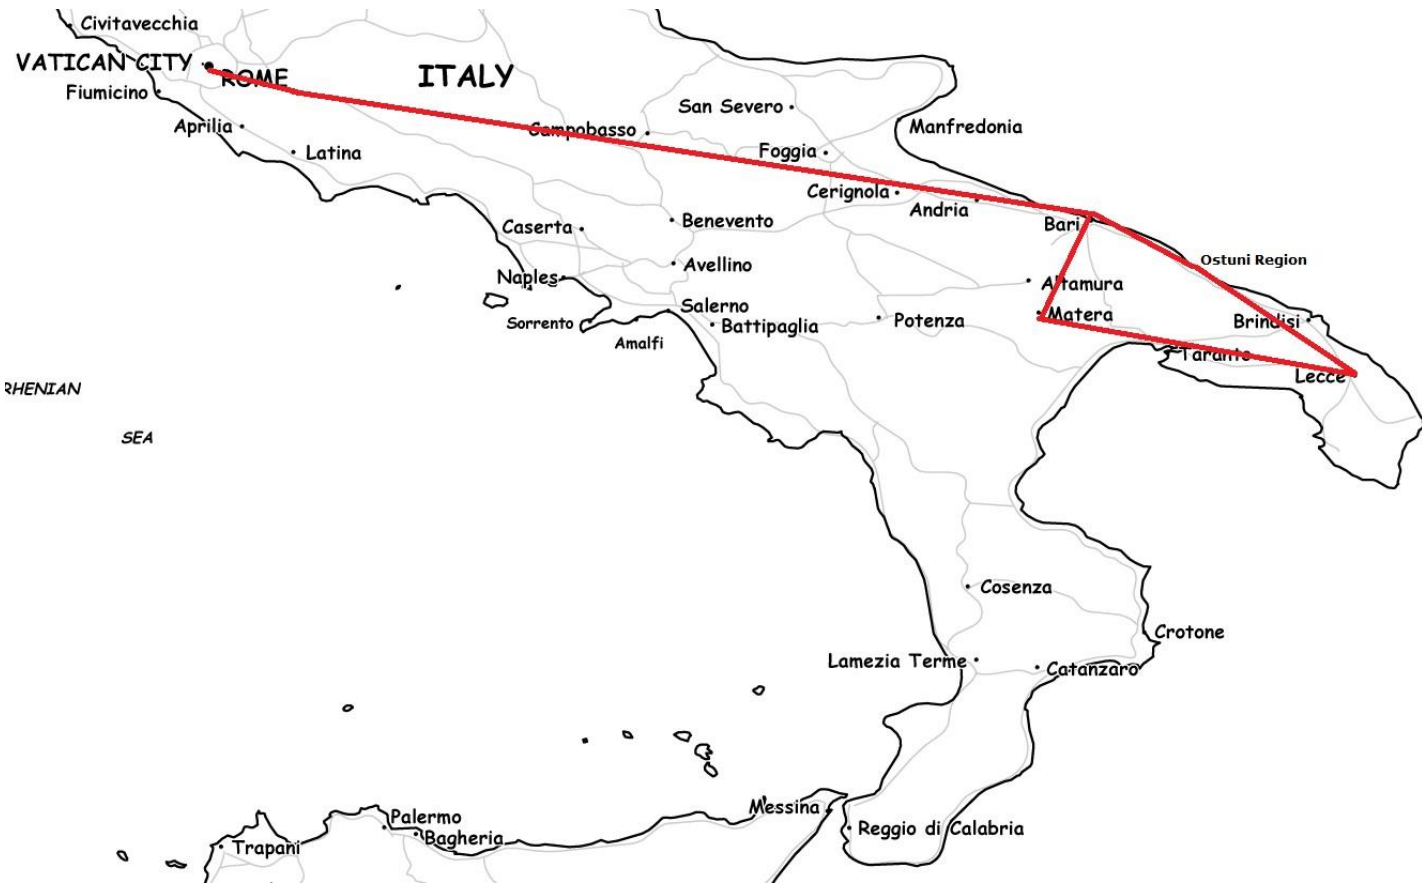 Civitavecchia
VATICAN CITY
ROME
ITALY
Fiumicino
San Severo
Aprilia
Campobasso
Manfredonia
Latina
Foggia
Cerignola
Andria
Benevento
Caserta
Bari
Avellino
Ostuni Region
Naples
Altamura
Salerno
Matera
Sorrento
Battipaglia
Potenza
Brindisi
Amalfi
Taranto
Lecce
RHENIAN
SEA
Cosenza
Crotone
Lamezia Terme
Catanzaro
Messina
Palermo
Reggio di Calabria
Bagheria
Trapani